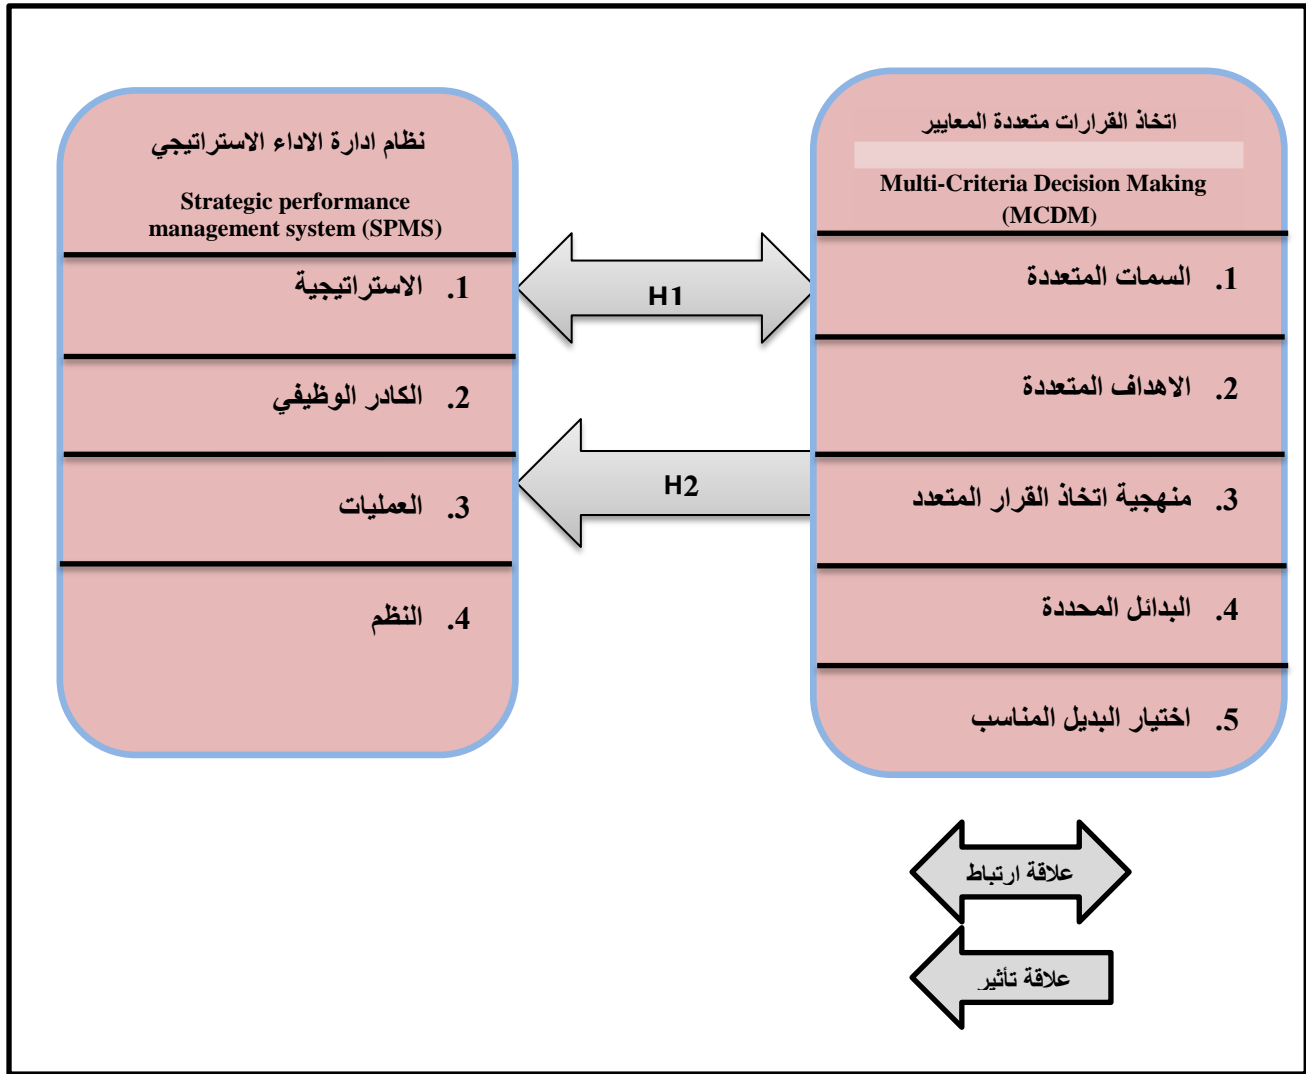 اتخاذ القرارات متعددة المعايير
Multi-Criteria Decision Making
(MCDM)
1. السمات المتعددة
2. الاهداف المتعددة
3. منهجية اتخاذ القرار المتعدد
4. البدائل المحددة
5. اختيار البديل المناسب
H1
H2
نظام ادارة الاداء الاستراتيجي
Strategic performance
management system (SPMS)
1. الاستراتيجية
2. الكادر الوظيفي
3. العمليات
4. النظم
علاقة ارتباط
علاقة تأثير